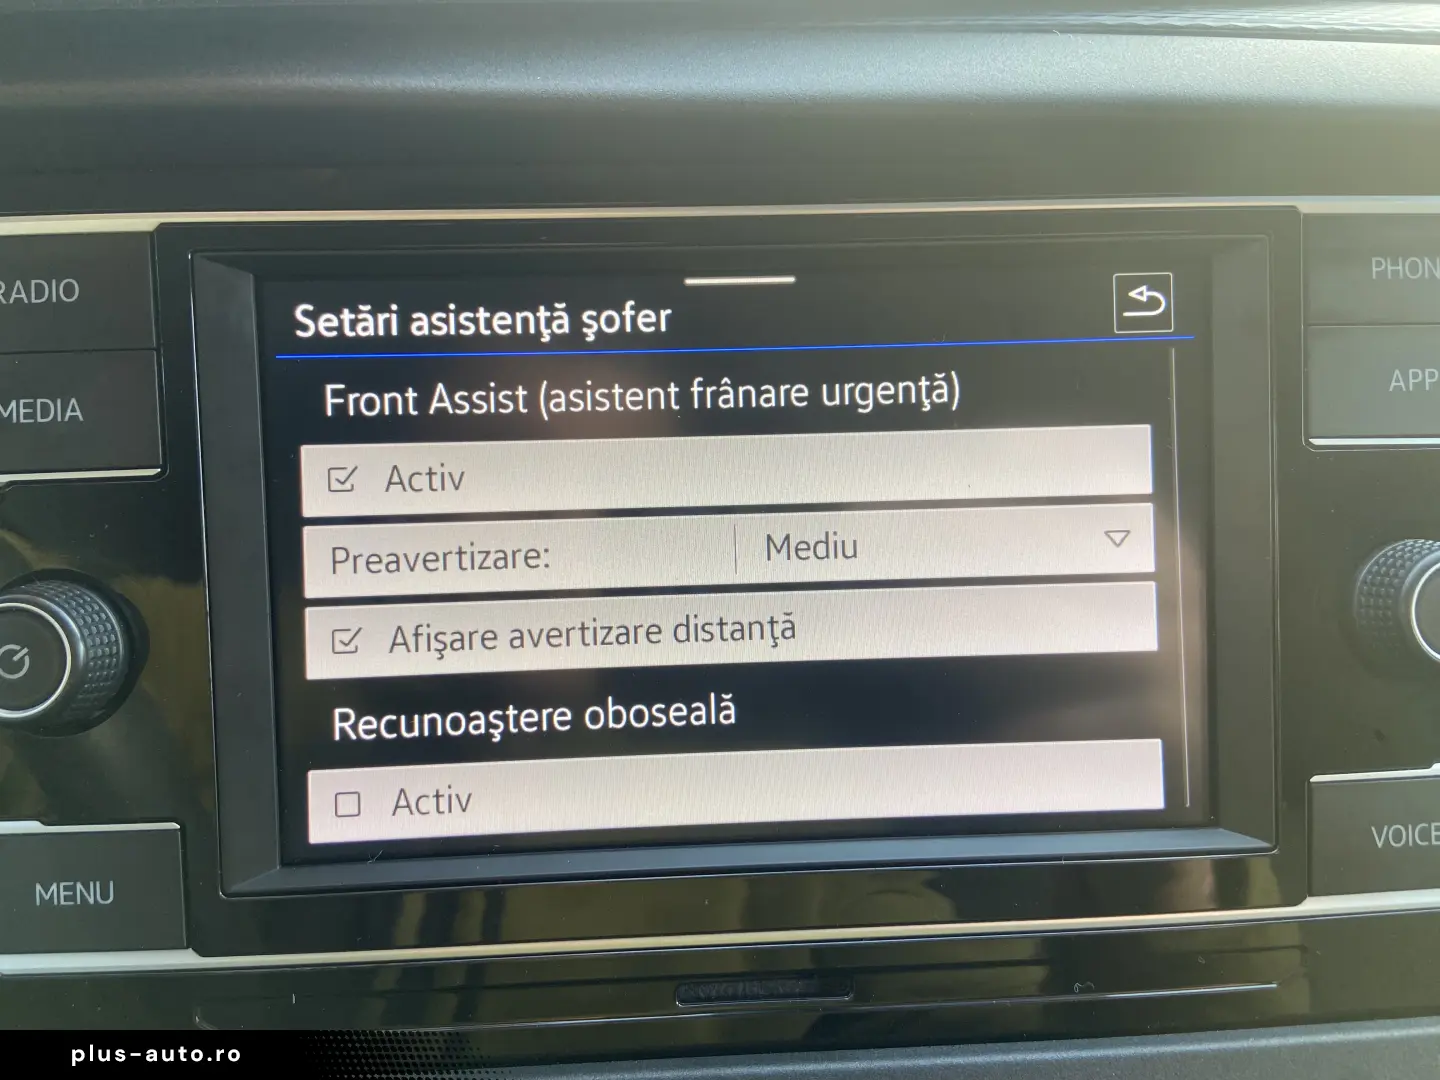 RADIO
MEDIA
MENU
Setări asistenţă şofer
Front Assist (asistent frânare urgenţă)
Activ
Preavertizare: Mediu
Afişare avertizare distanţă
Recunoaştere oboseală
Activ
PHON
APP
VOICE
plus-auto.ro